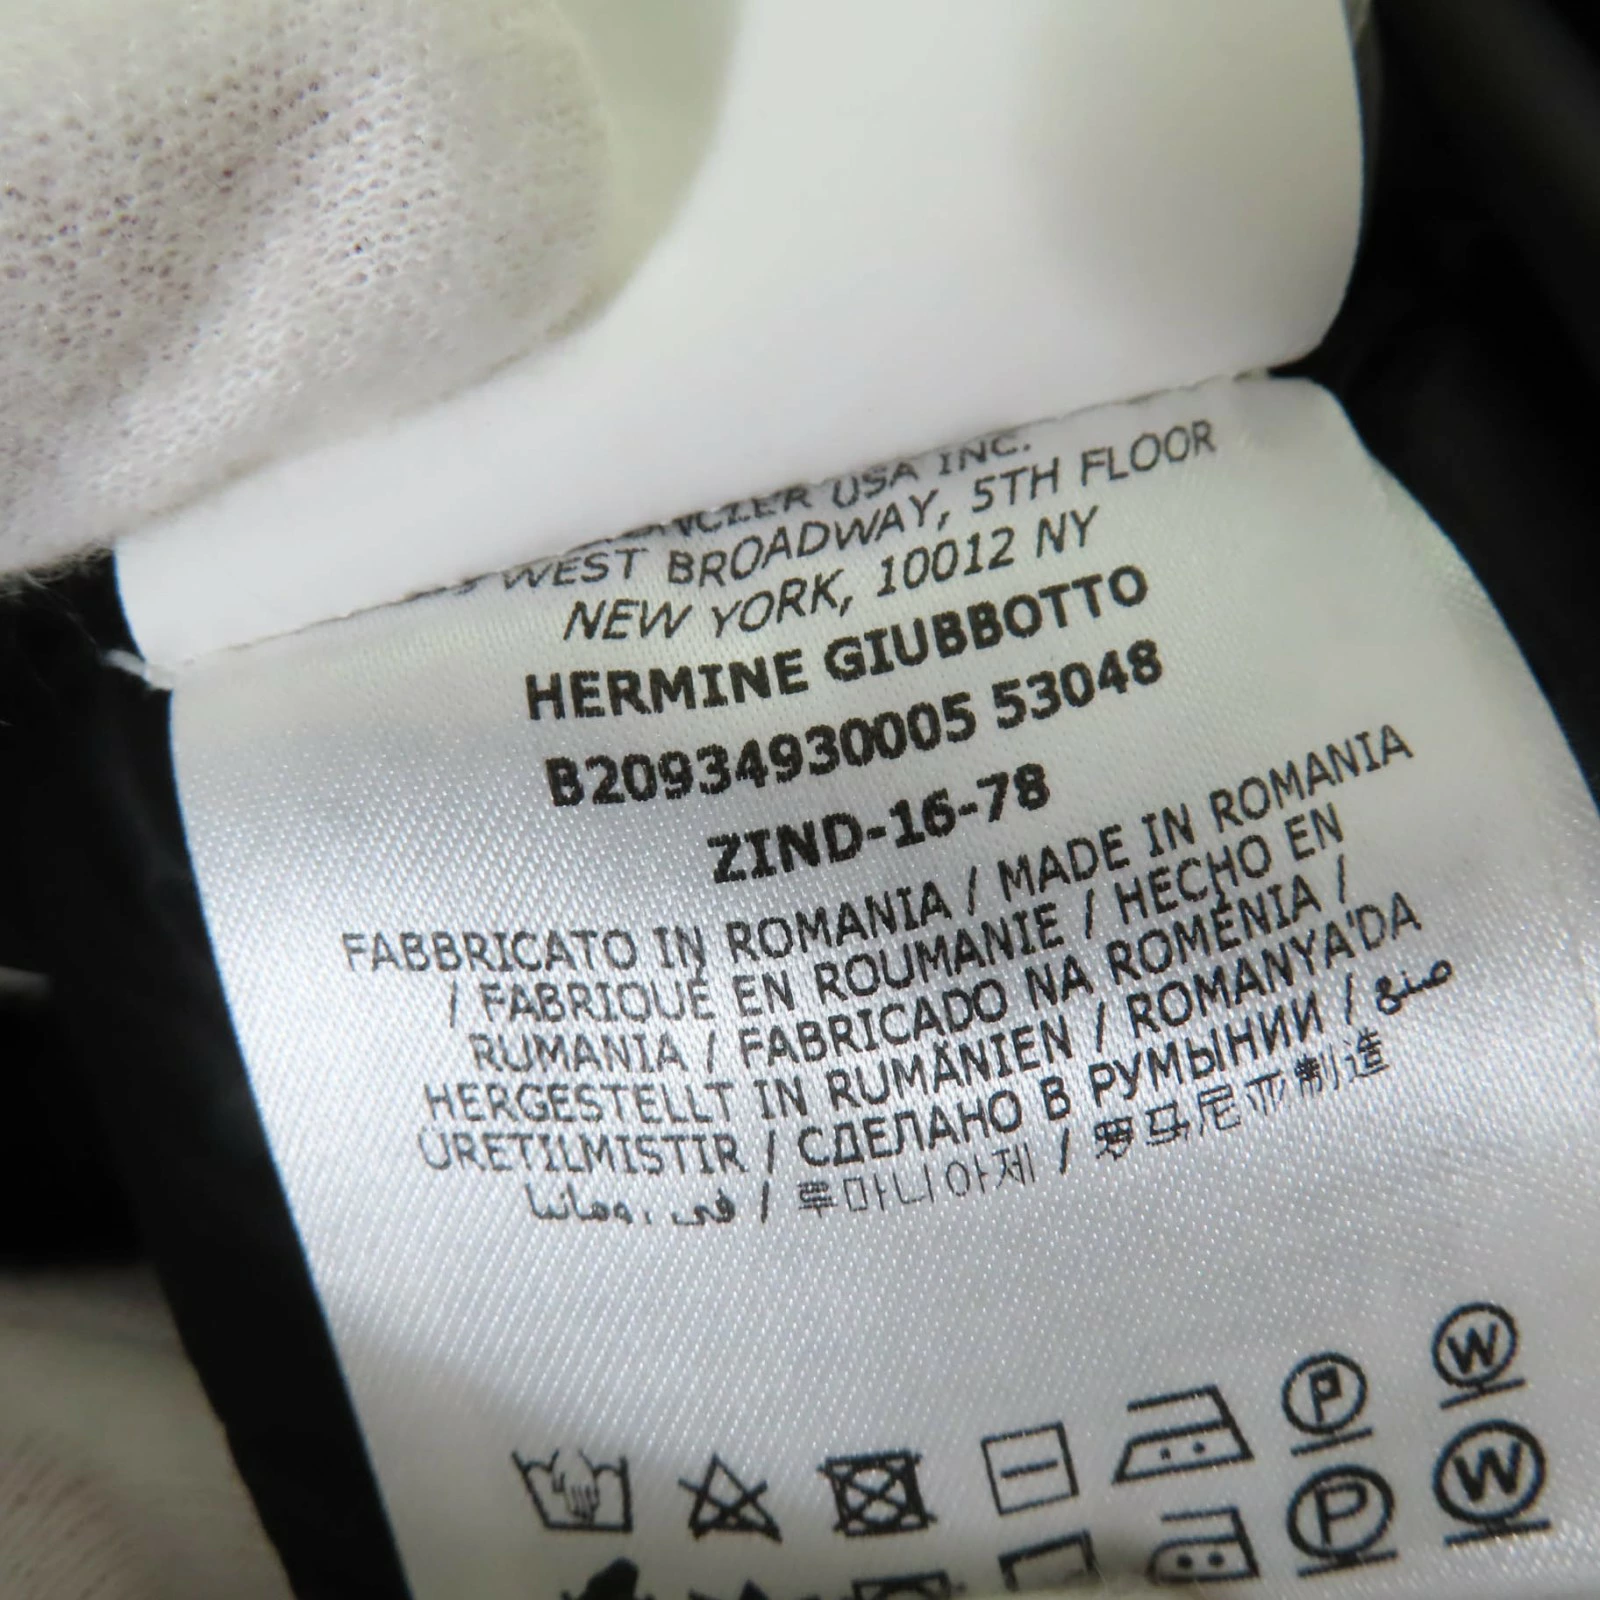 USA INC.
WEST BROADWAY, 5TH FLOOR
NEW YORK, 10012 NY
HERMINE GIUBBOTTO
B20934930005 53048
ZIND-16-78
FABBRICATO IN ROMANIA / MADE IN ROMANIA
/ FABRIQUÉ EN ROUMANIE / HECHO EN
RUMANIA / FABRICADO NA ROMÉNIA /
HERGESTELLT IN RUMÄNIEN / ROMANYA'DA
ÜRETILMISTIR / СДЕЛАНО В РУМЫНИИ / صنع
في رومانيا / 루마니아제 / 罗马尼亚制造
P W
P W